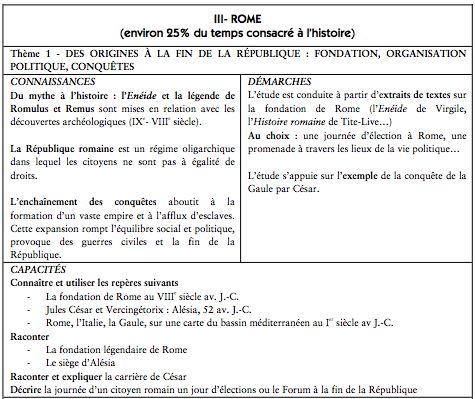 III- ROME
(environ 25% du temps consacré à l'histoire)
Thème 1 - DES ORIGINES À LA FIN DE LA RÉPUBLIQUE : FONDATION, ORGANISATION
POLITIQUE, CONQUÊTES
CONNAISSANCES
Du mythe à l'histoire : l'Enéide et la légende de
Romulus et Remus sont mises en relation avec les
découvertes archéologiques (IXe- VIIIe siècle).
La République romaine est un régime oligarchique
dans lequel les citoyens ne sont pas à égalité de
droits.
L'enchaînement des conquêtes aboutit à la
formation d'un vaste empire et à l'afflux d'esclaves.
Cette expansion rompt l'équilibre social et politique,
provoque des guerres civiles et la fin de la
République.
DÉMARCHES
L'étude est conduite à partir d'extraits de textes sur
la fondation de Rome (l'Enéide de Virgile,
l'Histoire romaine de Tite-Live…)
Au choix : une journée d'élection à Rome, une
promenade à travers les lieux de la vie politique…
L'étude s'appuie sur l'exemple de la conquête de la
Gaule par César.
CAPACITÉS
Connaître et utiliser les repères suivants
- La fondation de Rome au VIIIe siècle av. J.-C.
- Jules César et Vercingétorix : Alésia, 52 av. J.-C.
- Rome, l'Italie, la Gaule, sur une carte du bassin méditerranéen au Ier siècle av J.-C.
Raconter
- La fondation légendaire de Rome
- Le siège d'Alésia
Raconter et expliquer la carrière de César
Décrire la journée d'un citoyen romain un jour d'élections ou le Forum à la fin de la République